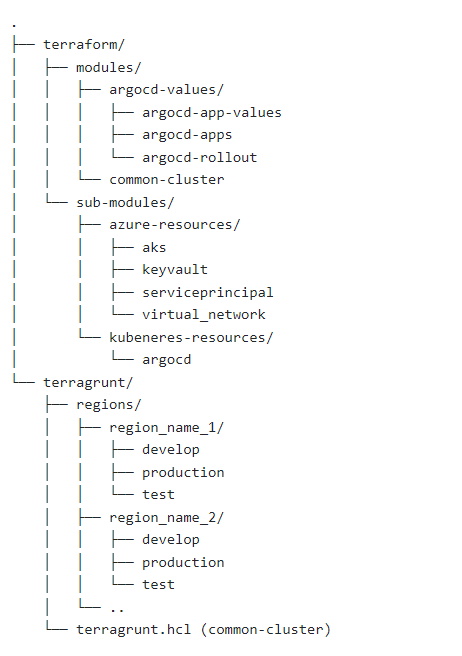 .
├── terraform/
│   ├── modules/
│   │   ├── argocd-values/
│   │   │   ├── argocd-app-values
│   │   │   ├── argocd-apps
│   │   │   └── argocd-rollout
│   │   └── common-cluster
│   └── sub-modules/
│       ├── azure-resources/
│       │   ├── aks
│       │   ├── keyvault
│       │   ├── serviceprincipal
│       │   └── virtual_network
│       └── kubeneres-resources/
│           └── argocd
└── terragrunt/
    ├── regions/
    │   ├── region_name_1/
    │   │   ├── develop
    │   │   ├── production
    │   │   └── test
    │   ├── region_name_2/
    │   │   ├── develop
    │   │   ├── production
    │   │   └── test
    │   └── ..
    └── terragrunt.hcl (common-cluster)